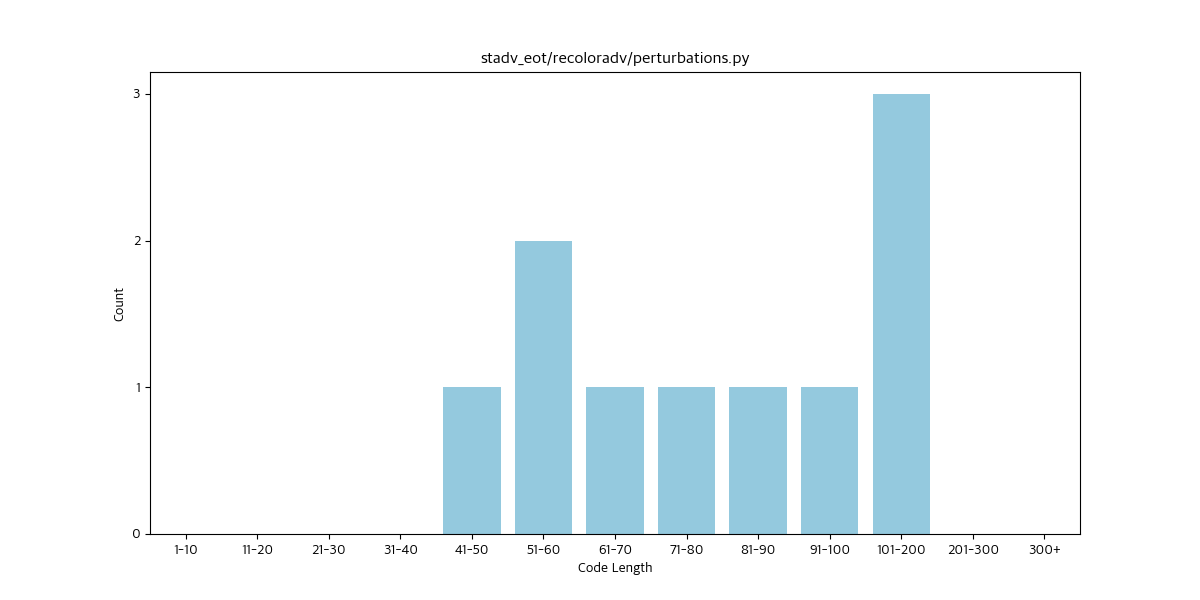 stadv_eot/recoloradv/perturbations.py
3
2
1
0
Count
1-10 11-20 21-30 31-40 41-50 51-60 61-70 71-80 81-90 91-100 101-200 201-300 300+
Code Length